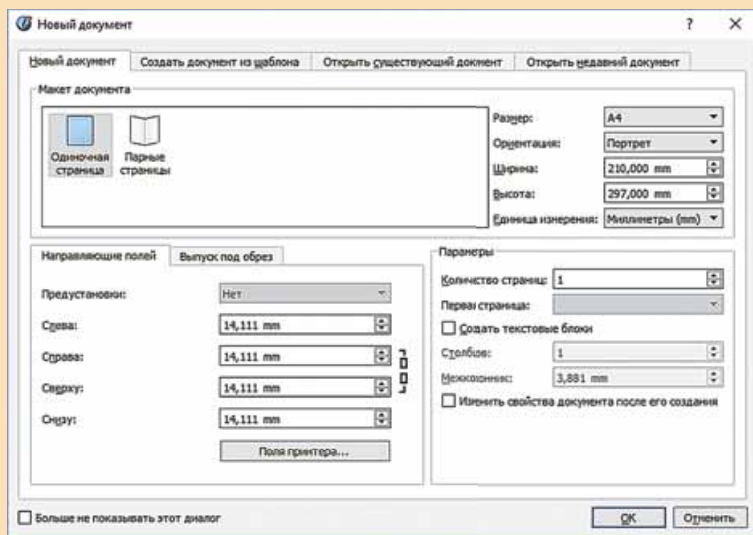 Новый документ
?
Новый документ
Создать документ из шаблона
Открыть существующий докмент
Открыть недавний документ
Макет документа
Одиночная
страница
Парные
страницы
Размер: A4
Ориентация: Портрет
Ширина: 210,000 mm
Высота: 297,000 mm
Единица измерения: Миллиметры (mm)
Направляющие полей
Выпуск под обрез
Предустановки: Нет
Слева: 14,111 mm
Справа: 14,111 mm
Сверху: 14,111 mm
Снизу: 14,111 mm
Поля принтера...
Параметры
Количество страниц: 1
Первая страница:
Создать текстовые блоки
Столбцов: 1
3,881 mm
Изменить свойства документа после его создания
Больше не показывать этот диалог
OK
Отменить